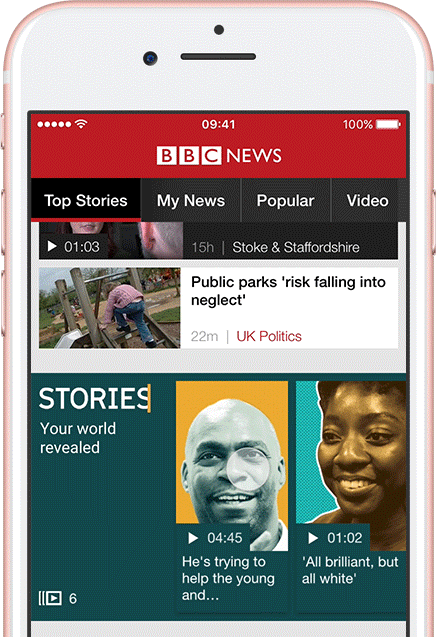 09:41
100%
BBC NEWS
Top Stories
My News
Popular
Video
01:03
15h | Stoke & Staffordshire
Public parks 'risk falling into
neglect'
22m | UK Politics
STORIES
Your world
revealed
6
04:45
He's trying to
help the young
and…
01:02
'All brilliant, but
all white'